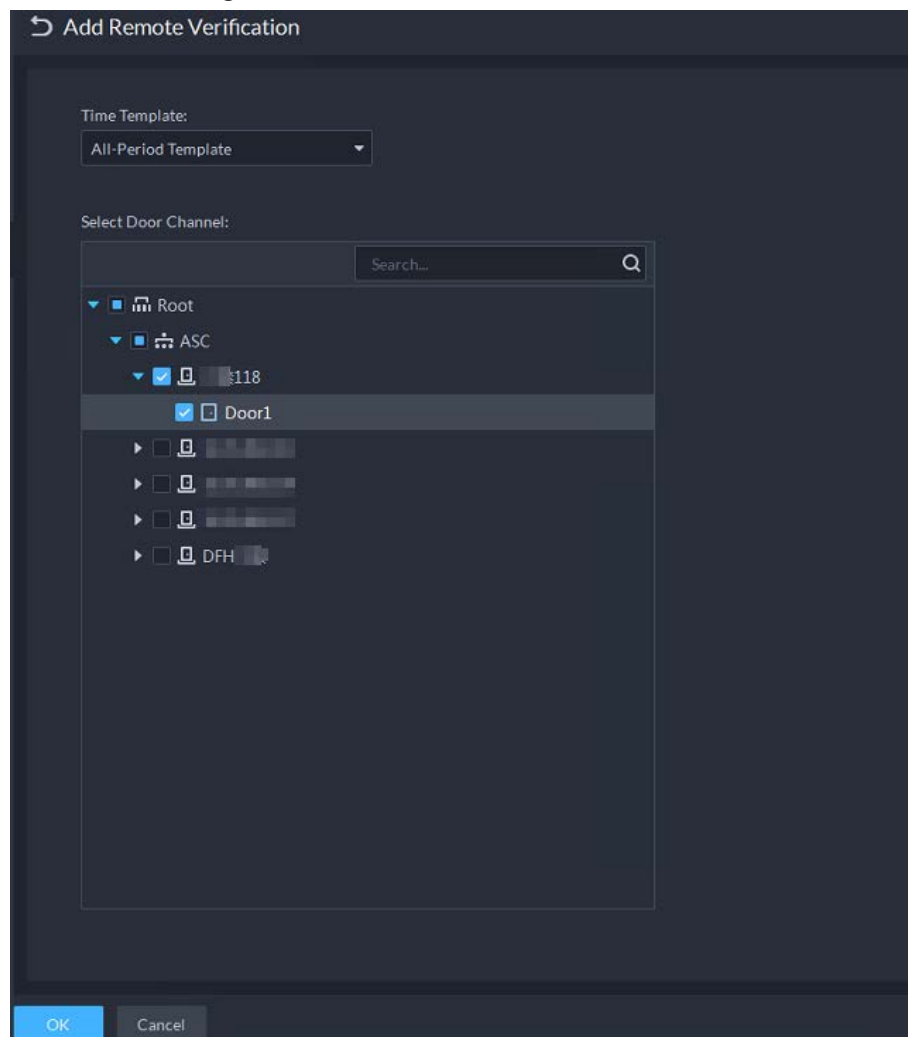 Add Remote Verification
Time Template:
All-Period Template
Select Door Channel:
Search...
Root
ASC
118
Door1
DFH
OK
Cancel